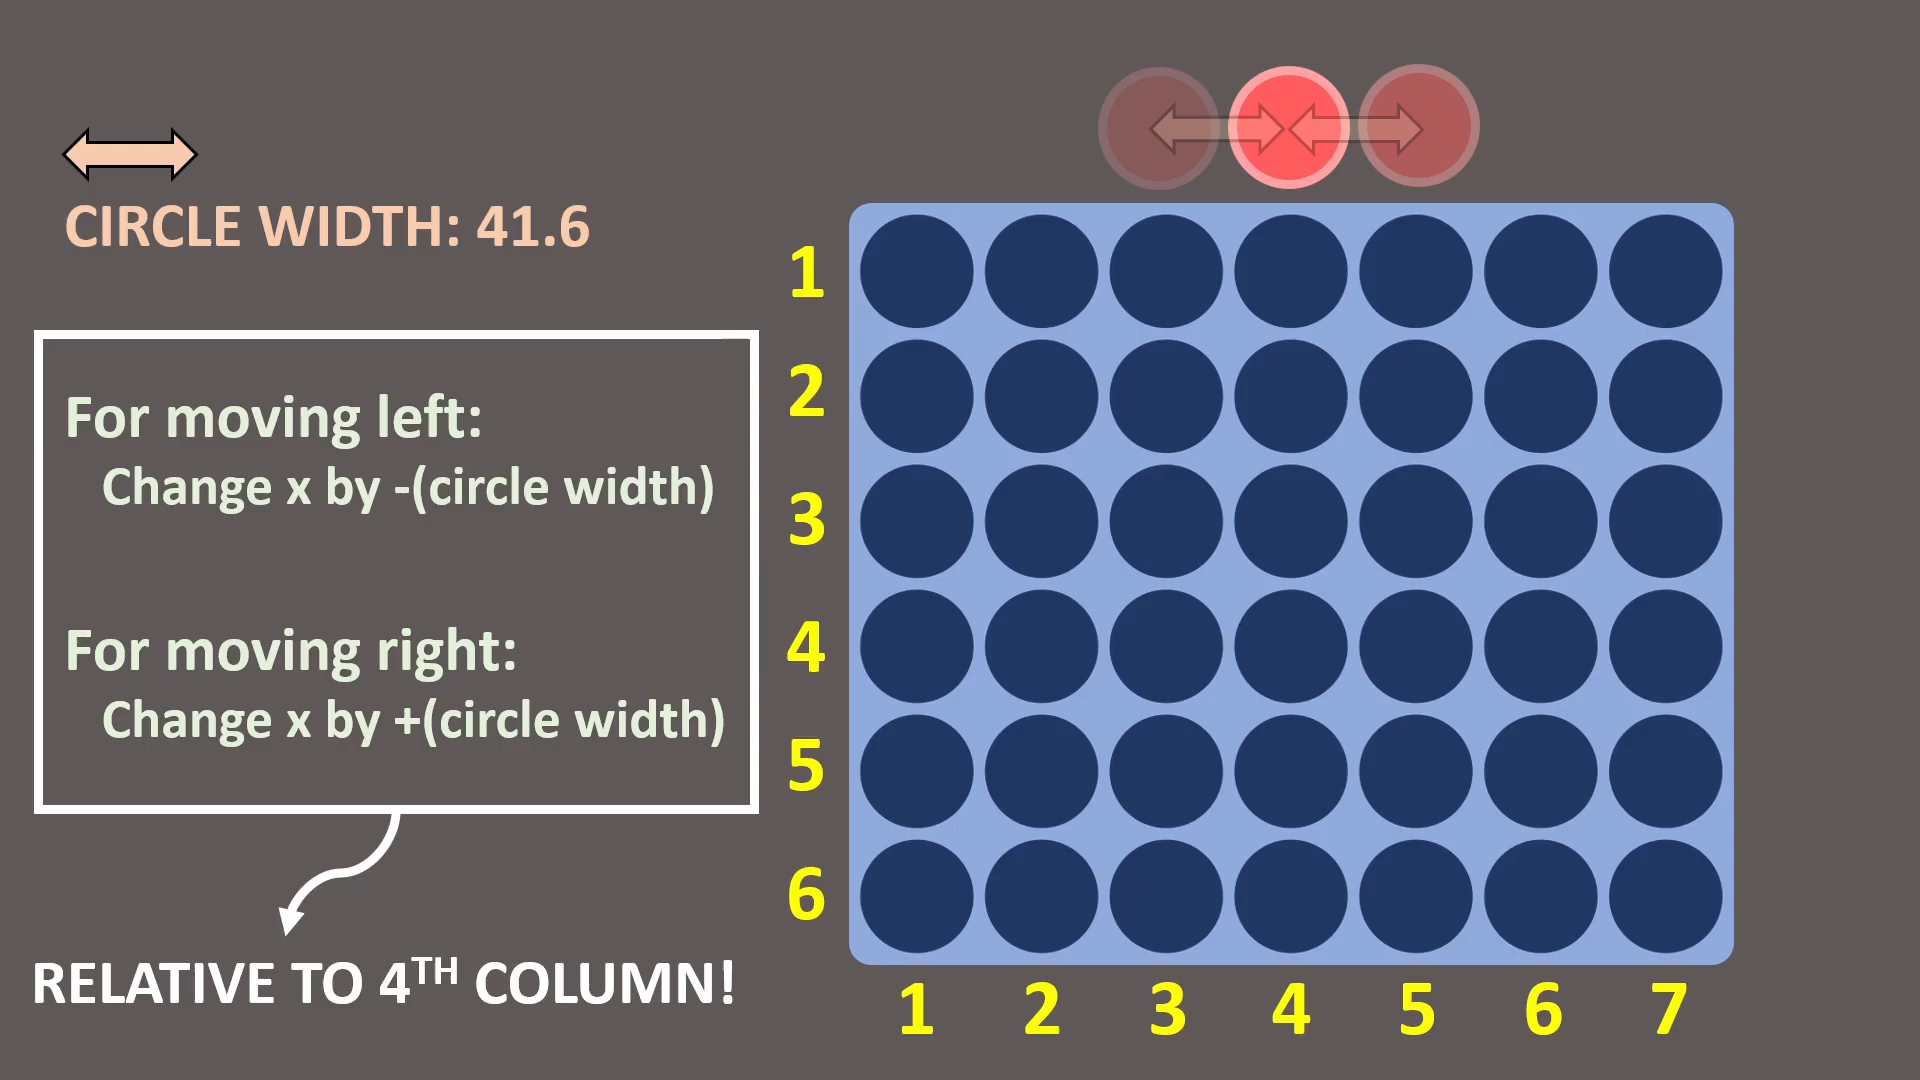 CIRCLE WIDTH: 41.6
For moving left:
Change x by -(circle width)
For moving right:
Change x by +(circle width)
RELATIVE TO 4TH COLUMN!
1
2
3
4
5
6
1 2 3 4 5 6 7